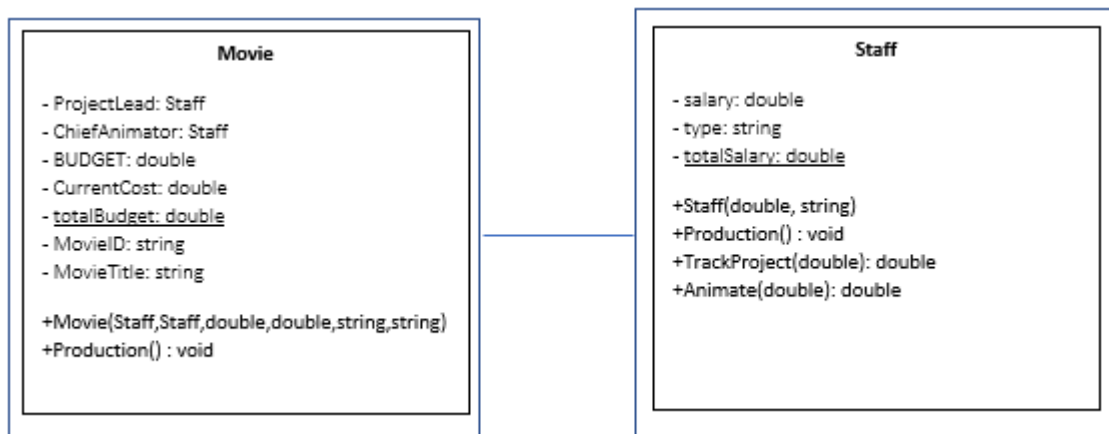 Movie
- ProjectLead: Staff
- ChiefAnimator: Staff
- BUDGET: double
- CurrentCost: double
- totalBudget: double
- MovieID: string
- MovieTitle: string
+Movie(Staff,Staff,double,double,string,string)
+Production() : void
Staff
- salary: double
- type: string
- totalSalary: double
+Staff(double, string)
+Production() : void
+TrackProject(double): double
+Animate(double): double